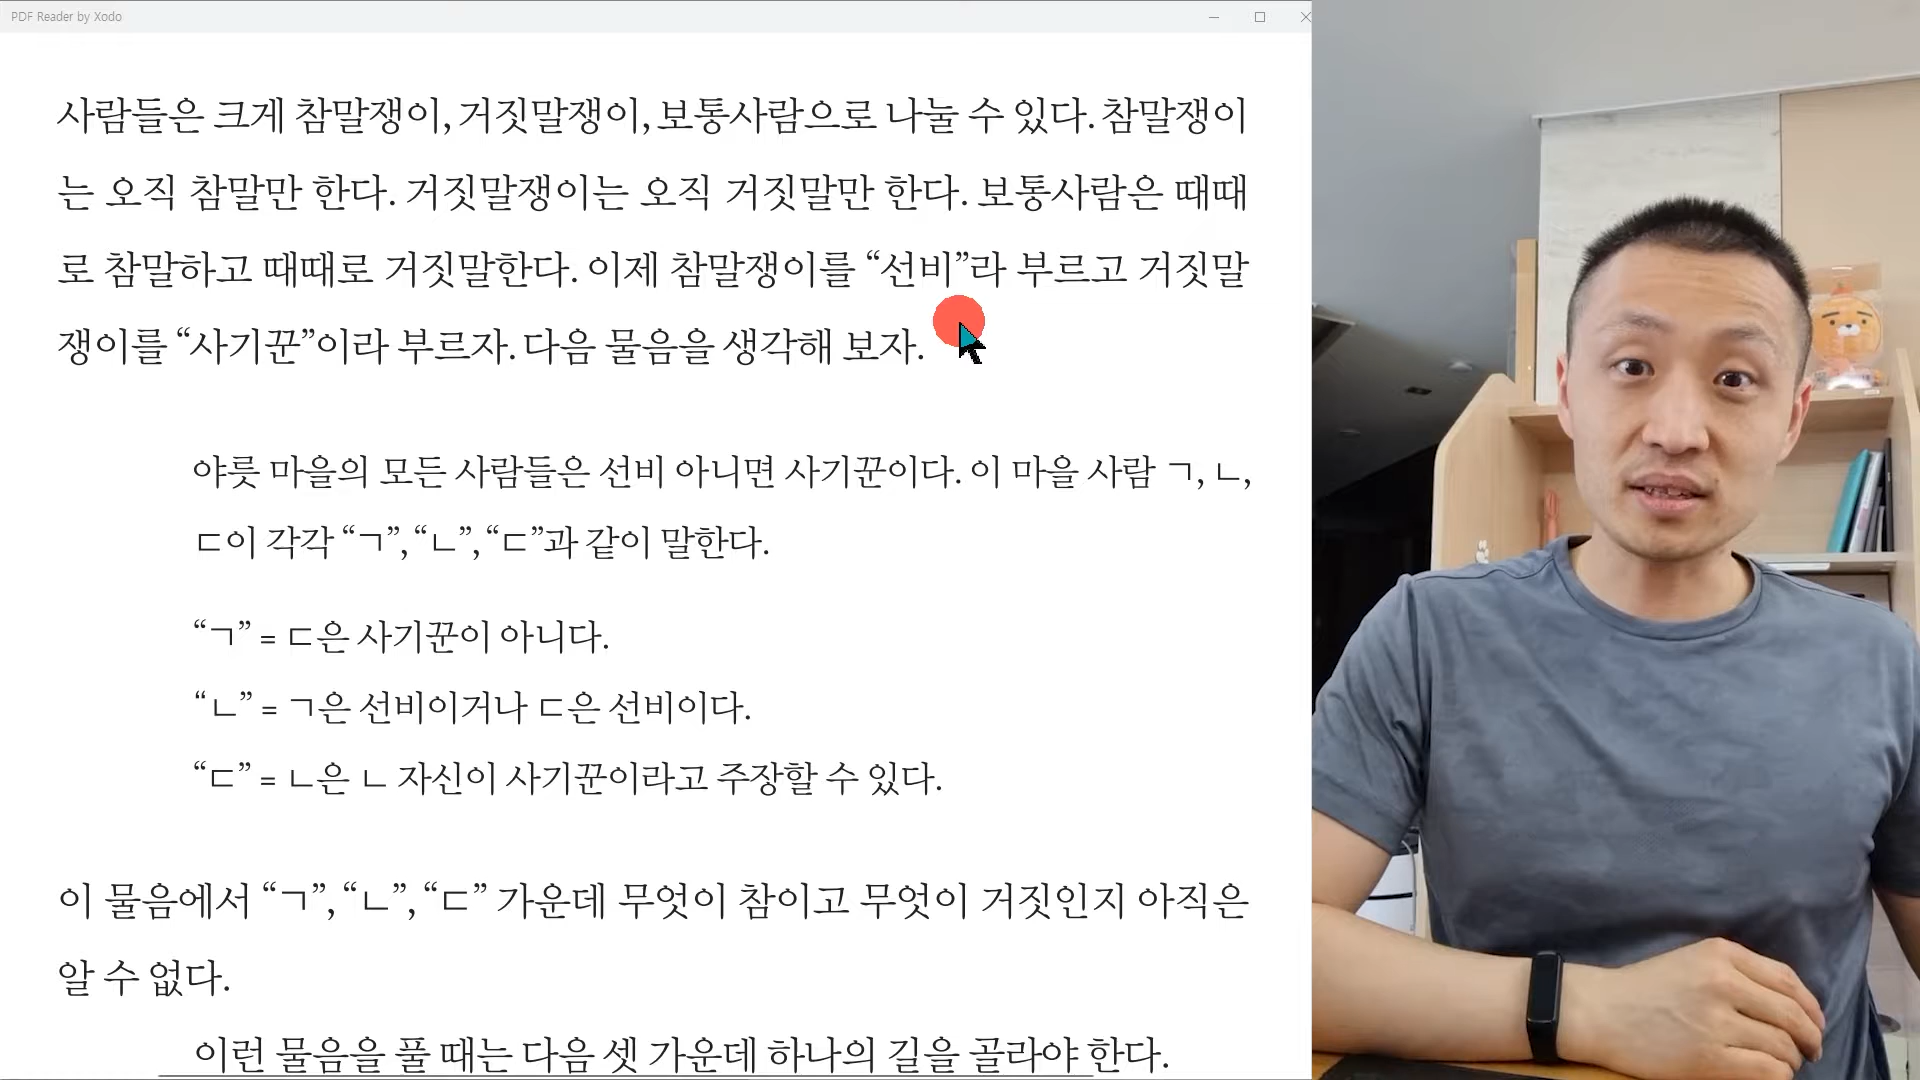 PDF Reader by Xodo
사람들은 크게 참말쟁이, 거짓말쟁이, 보통사람으로 나눌 수 있다. 참말쟁이
는 오직 참말만 한다. 거짓말쟁이는 오직 거짓말만 한다. 보통사람은 때때
로 참말하고 때때로 거짓말한다. 이제 참말쟁이를 “선비”라 부르고 거짓말
쟁이를 “사기꾼”이라 부르자. 다음 물음을 생각해 보자.
야릇 마을의 모든 사람들은 선비 아니면 사기꾼이다. 이 마을 사람 ㄱ, ㄴ,
ㄷ이 각각 “ㄱ”, “ㄴ”, “ㄷ”과 같이 말한다.
“ㄱ” = ㄷ은 사기꾼이 아니다.
“ㄴ” = ㄱ은 선비이거나 ㄷ은 선비이다.
“ㄷ” = ㄴ은 ㄴ 자신이 사기꾼이라고 주장할 수 있다.
이 물음에서 “ㄱ”, “ㄴ”, “ㄷ” 가운데 무엇이 참이고 무엇이 거짓인지 아직은
알 수 없다.
이런 물음을 풀 때는 다음 셋 가운데 하나의 길을 골라야 한다.